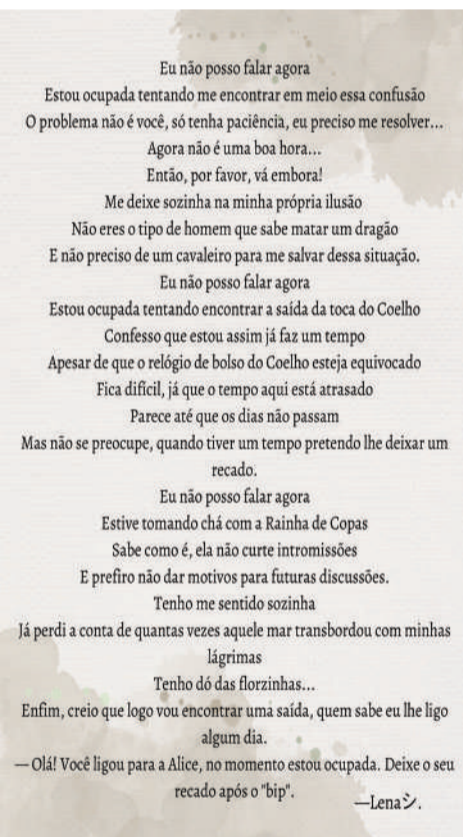 Eu não posso falar agora
Estou ocupada tentando me encontrar em meio essa confusão
O problema não é você, só tenha paciência, eu preciso me resolver...
Agora não é uma boa hora...
Então, por favor, vá embora!
Me deixe sozinha na minha própria ilusão
Não eres o tipo de homem que sabe matar um dragão
E não preciso de um cavaleiro para me salvar dessa situação.
Eu não posso falar agora
Estou ocupada tentando encontrar a saída da toca do Coelho
Confesso que estou assim já faz um tempo
Apesar de que o relógio de bolso do Coelho esteja equivocado
Fica difícil, já que o tempo aqui está atrasado
Parece até que os dias não passam
Mas não se preocupe, quando tiver um tempo pretendo lhe deixar um
recado.
Eu não posso falar agora
Estive tomando chá com a Rainha de Copas
Sabe como é, ela não curte intromissões
E prefiro não dar motivos para futuras discussões.
Tenho me sentido sozinha
Já perdi a conta de quantas vezes aquele mar transbordou com minhas
lágrimas
Tenho dó das florzinhas...
Enfim, creio que logo vou encontrar uma saída, quem sabe eu lhe ligo
algum dia.
— Olá! Você ligou para a Alice, no momento estou ocupada. Deixe o seu
recado após o "bip".
—Lenaシ.